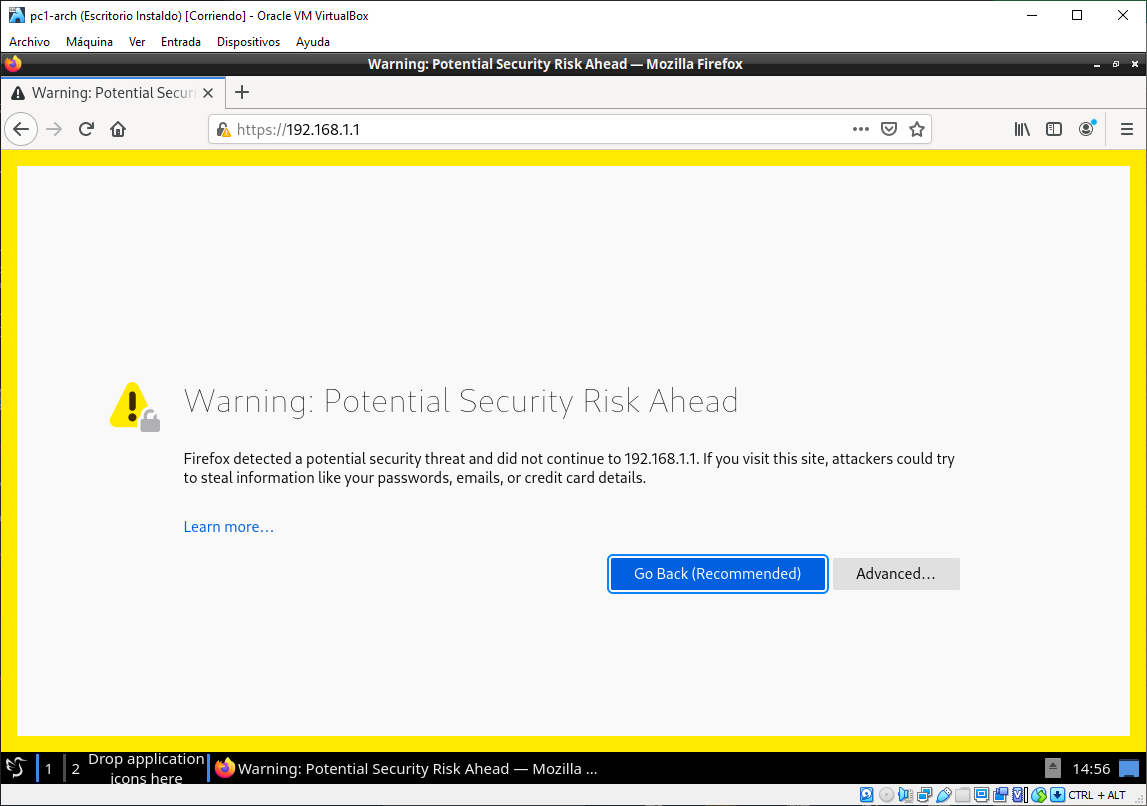 pc1-arch (Escritorio Instaldo) [Corriendo] - Oracle VM VirtualBox
Archivo Máquina Ver Entrada Dispositivos Ayuda
Warning: Potential Security Risk Ahead — Mozilla Firefox
Warning: Potential Securi
https://192.168.1.1
Warning: Potential Security Risk Ahead
Firefox detected a potential security threat and did not continue to 192.168.1.1. If you visit this site, attackers could try
to steal information like your passwords, emails, or credit card details.
Learn more…
Go Back (Recommended) Advanced…
1 2 Drop application
icons here
Warning: Potential Security Risk Ahead — Mozilla ...
14:56
CTRL + ALT